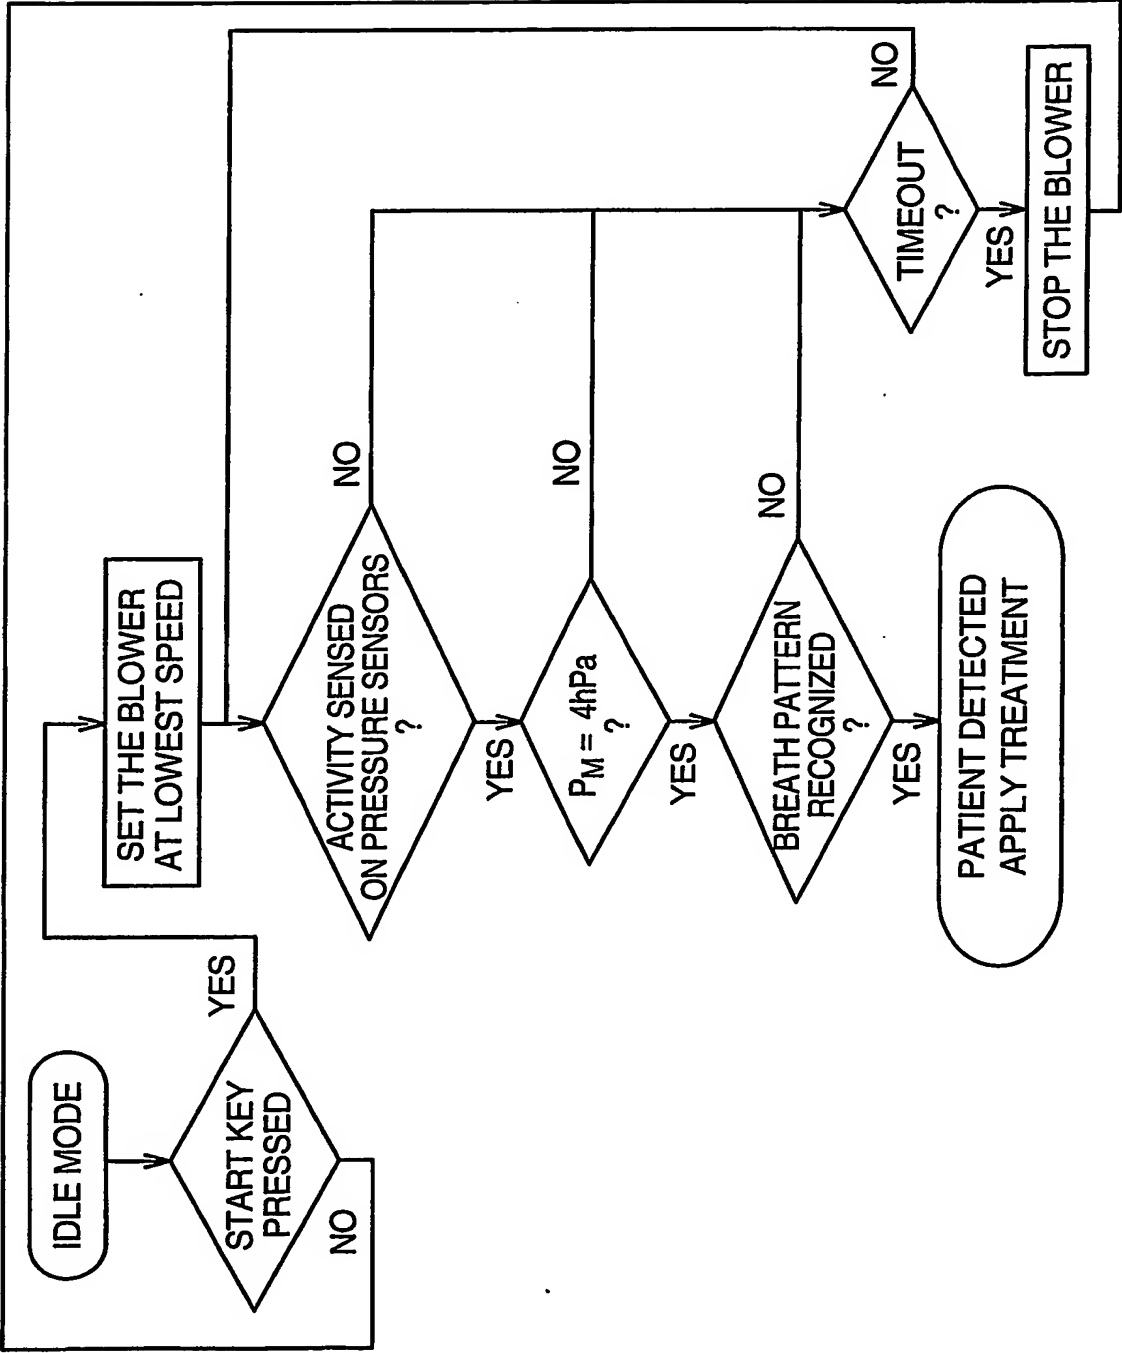 IDLE MODE
START KEY
PRESSED
YES
NO
SET THE BLOWER
AT LOWEST SPEED
ACTIVITY SENSED
ON PRESSURE SENSORS
?
NO
YES
PM = 4hPa
?
NO
YES
BREATH PATTERN
RECOGNIZED
?
NO
YES
PATIENT DETECTED
APPLY TREATMENT
TIMEOUT
?
NO
YES
STOP THE BLOWER